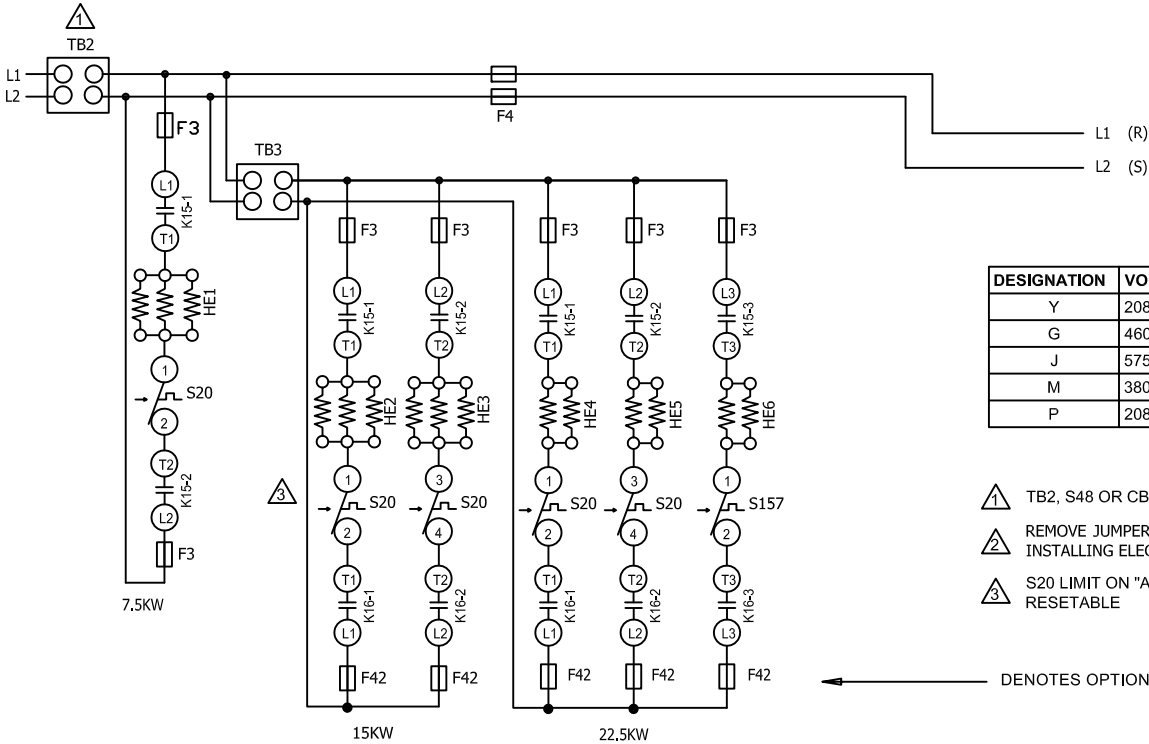 1
TB2
L1
L2
F3
F4
L1 (R)
L2 (S)
TB3
L1
K15-1
T1
HE1
1
S20
2
T2
K15-2
L2
F3
7.5KW
F3
F3
F3
F3
F3
L1
K15-1
T1
L2
K15-2
T2
L1
K15-1
T1
L2
K15-2
T2
L3
K15-3
T3
HE2
HE3
HE4
HE5
HE6
3
1
S20
2
3
S20
4
1
S20
2
3
S20
4
1
S157
2
T1
K16-1
L1
T2
K16-2
L2
T1
K16-1
L1
T2
K16-2
L2
T3
K16-3
L3
F42
F42
F42
F42
F42
15KW
22.5KW
DESIGNATION VO
Y 208
G 460
J 575
M 380
P 208
1 TB2, S48 OR CB
2 REMOVE JUMPER
INSTALLING ELEC
3 S20 LIMIT ON "A
RESETABLE
DENOTES OPTION